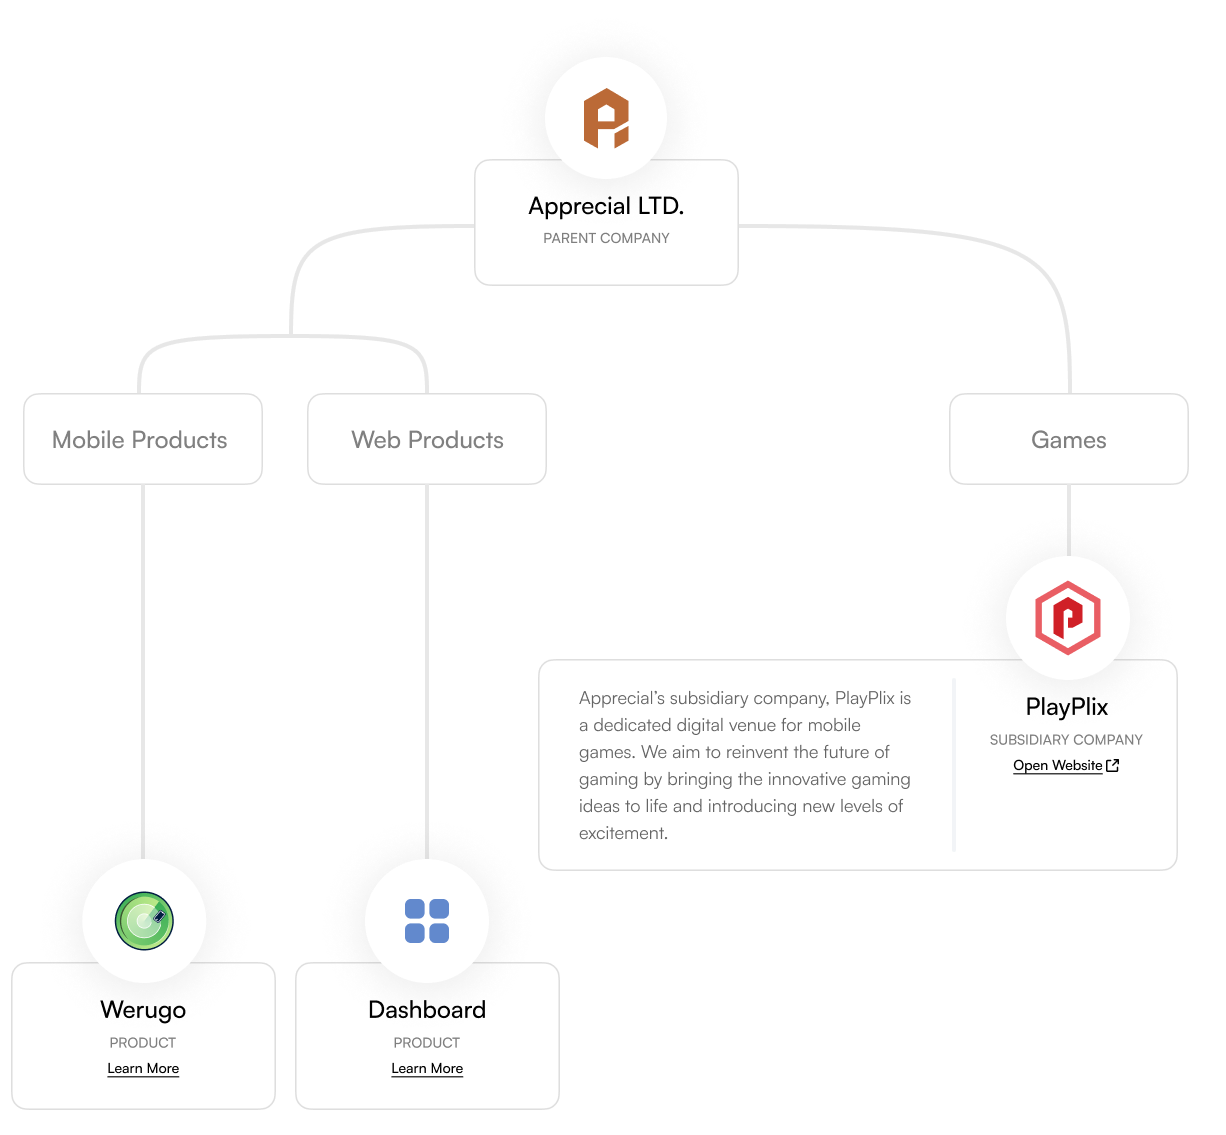 Apprecial LTD.
PARENT COMPANY
Mobile Products
Web Products
Games
Apprecial’s subsidiary company, PlayPlix is
a dedicated digital venue for mobile
games. We aim to reinvent the future of
gaming by bringing the innovative gaming
ideas to life and introducing new levels of
excitement.
PlayPlix
SUBSIDIARY COMPANY
Open Website
Werugo
PRODUCT
Learn More
Dashboard
PRODUCT
Learn More